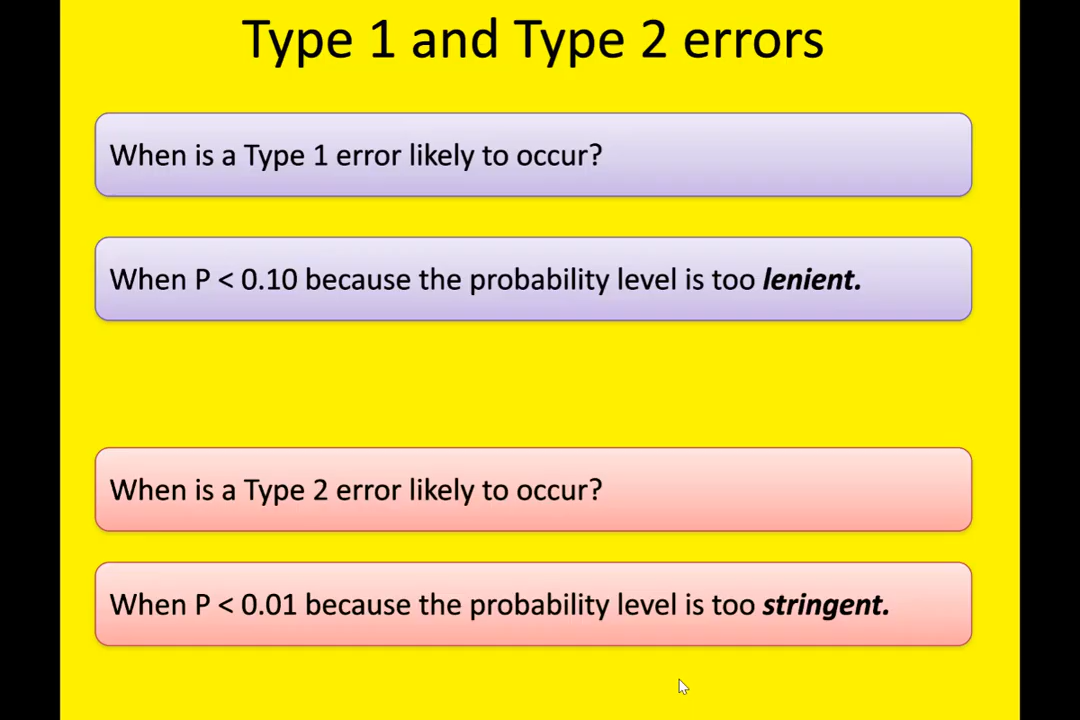 Type 1 and Type 2 errors
When is a Type 1 error likely to occur?
When P < 0.10 because the probability level is too lenient.
When is a Type 2 error likely to occur?
When P < 0.01 because the probability level is too stringent.